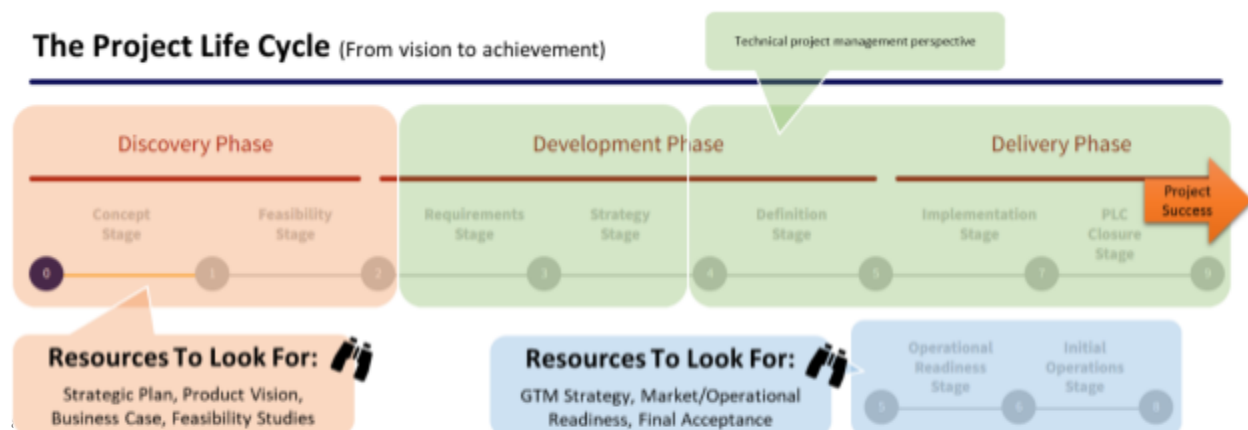 The Project Life Cycle (From vision to achievement)
Technical project management perspective
Discovery Phase
Development Phase
Delivery Phase
Project
Success
Concept
Stage
Feasibility
Stage
Requirements
Stage
Strategy
Stage
Definition
Stage
Implementation
Stage
PLC
Closure
Stage
0 1 2 3 4 5 7 9
Resources To Look For:
Strategic Plan, Product Vision,
Business Case, Feasibility Studies
Resources To Look For:
GTM Strategy, Market/Operational
Readiness, Final Acceptance
Operational
Readiness
Stage
Initial
Operations
Stage
5 6 8